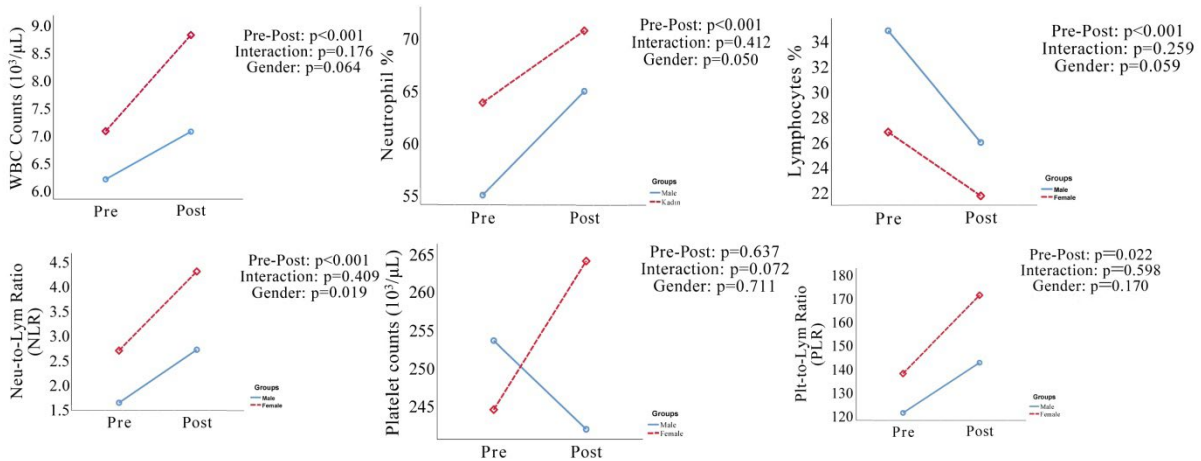 WBC Counts (10³/μL)
9.0
8.5
8.0
7.5
7.0
6.5
6.0
Pre
Post
Pre-Post: p<0.001
Interaction: p=0.176
Gender: p=0.064
Neutrophil %
70
65
60
55
Pre
Post
Pre-Post: p<0.001
Interaction: p=0.412
Gender: p=0.050
Groups
Male
Kadın
Lymphocytes %
34
32
30
28
26
24
22
Pre
Post
Pre-Post: p<0.001
Interaction: p=0.259
Gender: p=0.059
Groups
Male
Female
Neu-to-Lym Ratio
(NLR)
4.5
4.0
3.5
3.0
2.5
2.0
1.5
Pre
Post
Pre-Post: p<0.001
Interaction: p=0.409
Gender: p=0.019
Groups
Male
Female
Platelet counts (10³/μL)
265
260
255
250
245
Pre
Post
Pre-Post: p=0.637
Interaction: p=0.072
Gender: p=0.711
Groups
Male
Female
Plt-to-Lym Ratio
(PLR)
180
170
160
150
140
130
120
Pre
Post
Pre-Post: p=0.022
Interaction: p=0.598
Gender: p=0.170
Groups
Male
Female